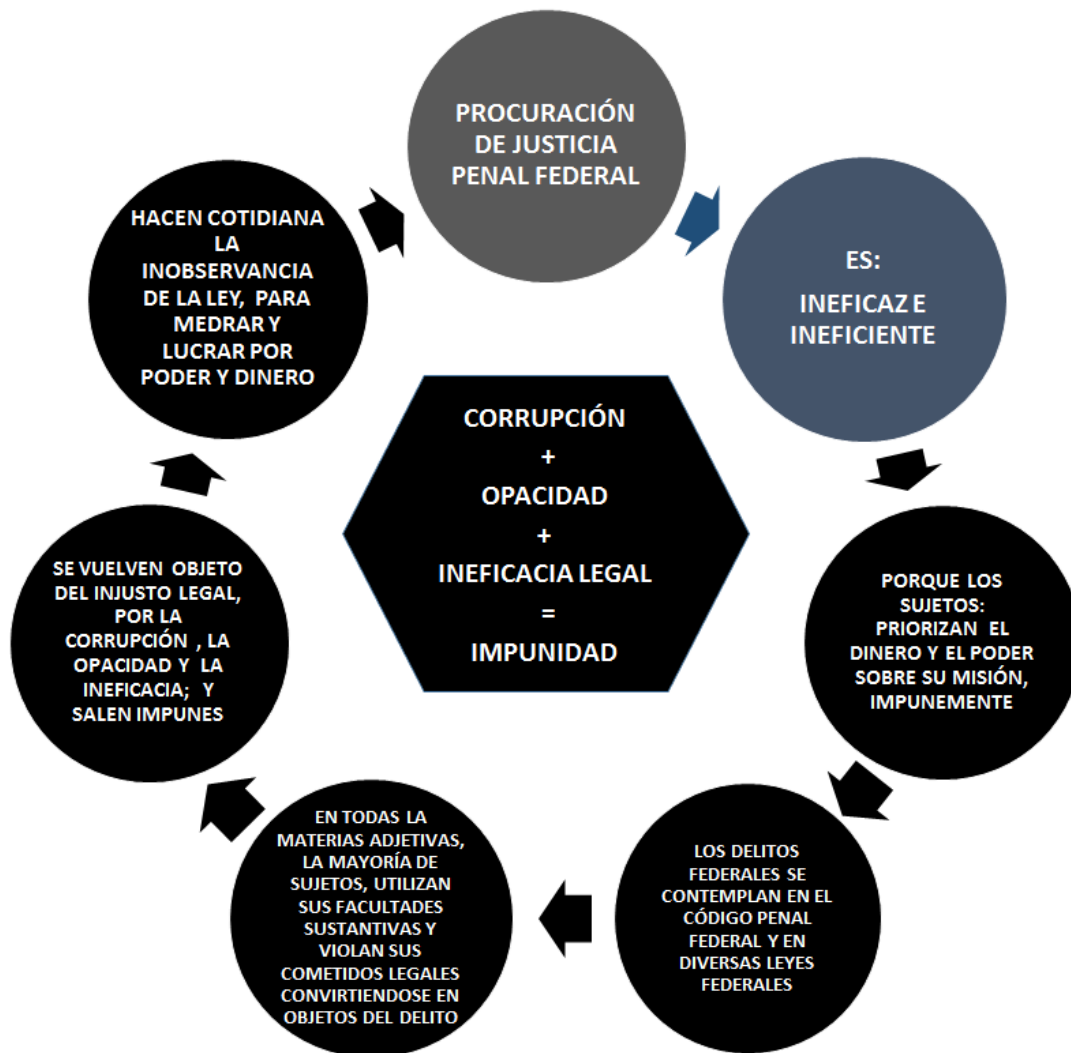 PROCURACIÓN
DE JUSTICIA
PENAL FEDERAL
ES:
INEFICAZ E
INEFICIENTE
PORQUE LOS
SUJETOS:
PRIORIZAN EL
DINERO Y EL PODER
SOBRE SU MISIÓN,
IMPUNEMENTE
LOS DELITOS
FEDERALES SE
CONTEMPLAN EN EL
CÓDIGO PENAL
FEDERAL Y EN
DIVERSAS LEYES
FEDERALES
EN TODAS LA
MATERIAS ADJETIVAS,
LA MAYORÍA DE
SUJETOS, UTILIZAN
SUS FACULTADES
SUSTANTIVAS Y
VIOLAN SUS
COMETIDOS LEGALES
CONVIRTIENDOSE EN
OBJETOS DEL DELITO
SE VUELVEN OBJETO
DEL INJUSTO LEGAL,
POR LA
CORRUPCIÓN , LA
OPACIDAD Y LA
INEFICACIA; Y
SALEN IMPUNES
HACEN COTIDIANA
LA
INOBSERVANCIA
DE LA LEY, PARA
MEDRAR Y
LUCRAR POR
PODER Y DINERO
CORRUPCIÓN
+
OPACIDAD
+
INEFICACIA LEGAL
=
IMPUNIDAD